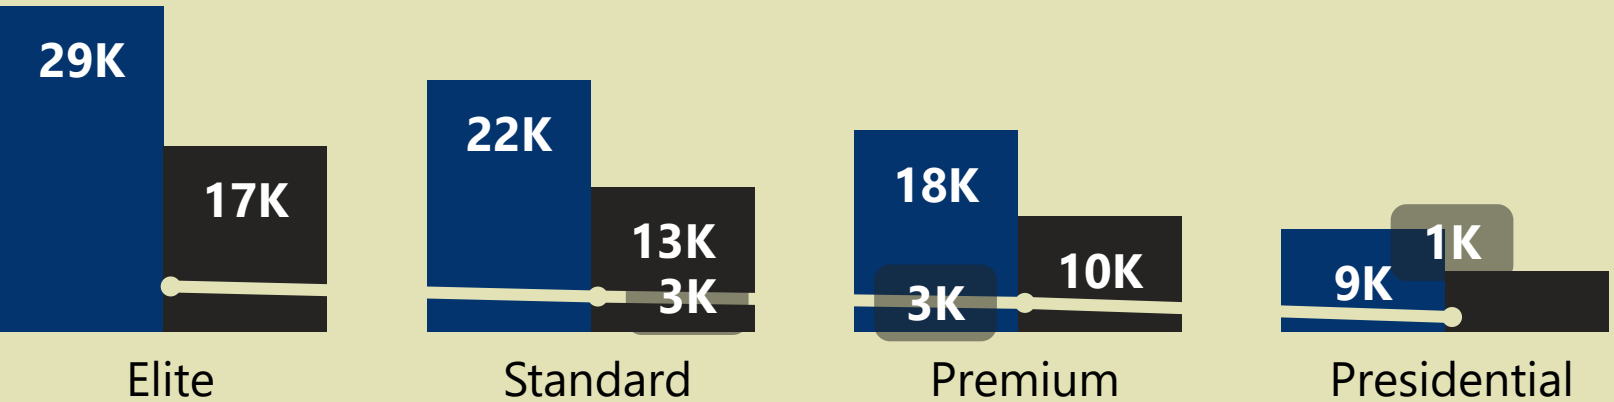 29K
17K
22K
13K
3K
18K
10K
3K
1K
9K
Elite
Standard
Premium
Presidential